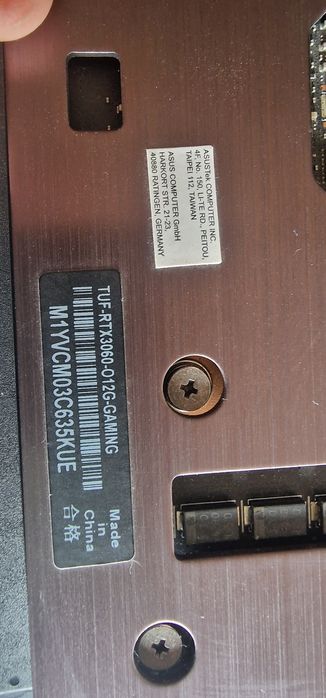 ASUSTek COMPUTER INC.
4F, No. 150, LI-TE RD., PEITOU,
TAIPEI 112, TAIWAN
ASUS COMPUTER GmbH
HARKORT STR. 21-23,
40880 RATINGEN, GERMANY
TUF-RTX3060-O12G-GAMING
M1YVCM03C635KUE
Made
in
China
合格